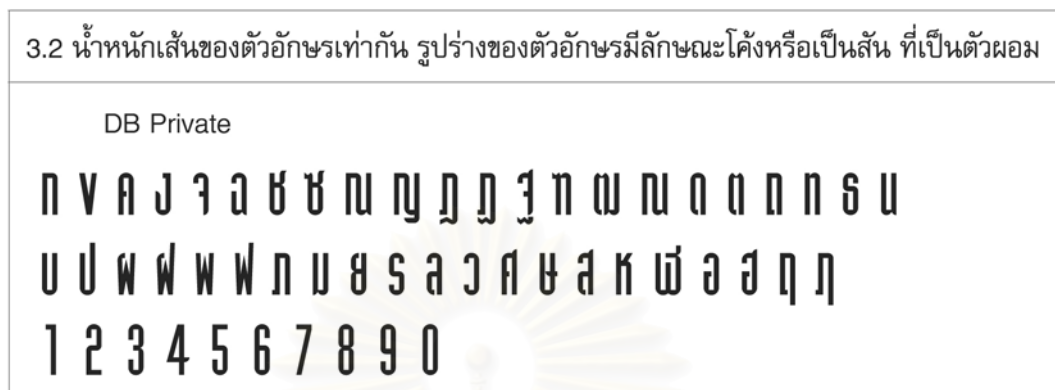 3.2 น้ำหนักเส้นของตัวอักษรเท่ากัน รูปร่างของตัวอักษรมีลักษณะโค้งหรือเป็นสัน ที่เป็นตัวผอม
DB Private
ก ข ค ง จ ฉ ช ซ ฌ ญ ฎ ฏ ฐ ฑ ฒ ณ ด ต ถ ท ธ น
บ ป ผ ฝ พ ฟ ภ ม ย ร ล ว ศ ษ ส ห ฬ อ ฮ ฤ ฦ
1 2 3 4 5 6 7 8 9 0